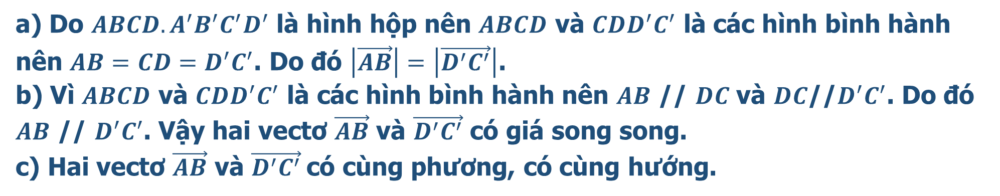 a) Do 𝑨𝑩𝑪𝑫. 𝑨′𝑩′𝑪′𝑫′ là hình hộp nên 𝑨𝑩𝑪𝑫 và 𝑪𝑫𝑫′𝑪′ là các hình bình hành
nên 𝑨𝑩 = 𝑪𝑫 = 𝑫′𝑪′. Do đó |$\overrightarrow{AB}$| = |$\overrightarrow{D'C'}$|.
b) Vì 𝑨𝑩𝑪𝑫 và 𝑪𝑫𝑫′𝑪′ là các hình bình hành nên 𝑨𝑩 // 𝑫𝑪 và 𝑫𝑪//𝑫′𝑪′. Do đó
𝑨𝑩 // 𝑫′𝑪′. Vậy hai vectơ $\overrightarrow{AB}$ và $\overrightarrow{D'C'}$ có giá song song.
c) Hai vectơ $\overrightarrow{AB}$ và $\overrightarrow{D'C'}$ có cùng phương, có cùng hướng.